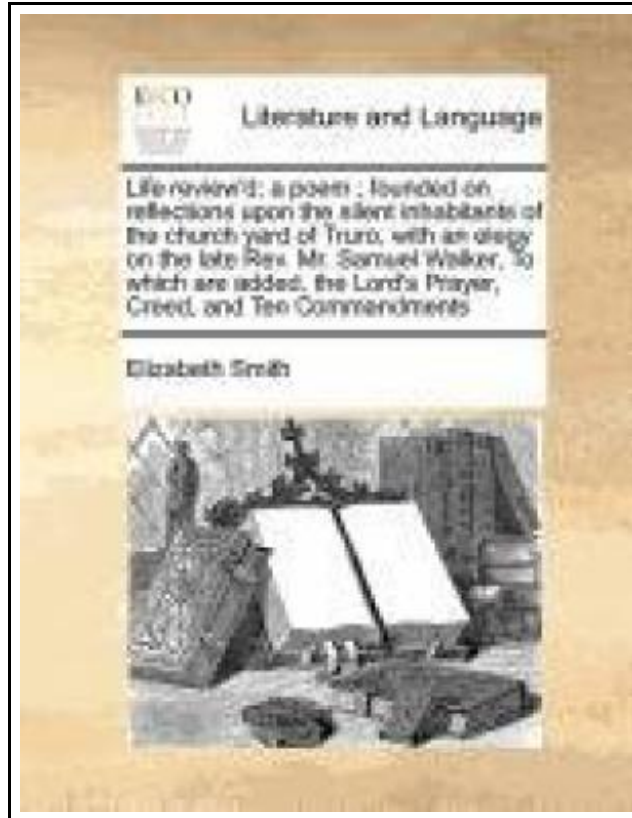 ECCO
Literature and Language
Life review'd: a poem : founded on
reflections upon the silent inhabitants of
the church yard of Truro, with an elegy
on the late Rev. Mr. Samuel Walker, To
which are added, the Lord's Prayer,
Creed, and Ten Commandments
Elizabeth Smith